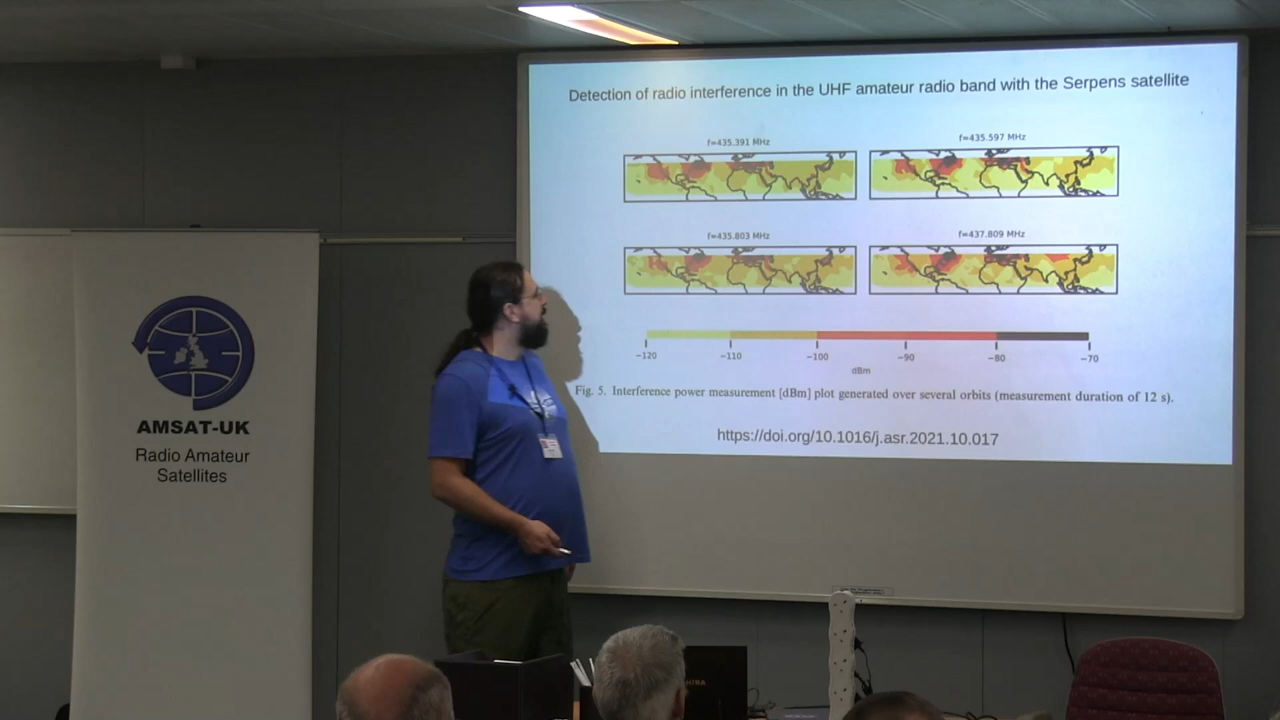 Detection of radio interference in the UHF amateur radio band with the Serpens satellite
f=435.391 MHz
f=435.597 MHz
f=435.803 MHz
f=437.809 MHz
−120 −110 −100 −90 −80 −70
dBm
Fig. 5. Interference power measurement [dBm] plot generated over several orbits (measurement duration of 12 s).
https://doi.org/10.1016/j.asr.2021.10.017
AMSAT-UK
Radio Amateur
Satellites